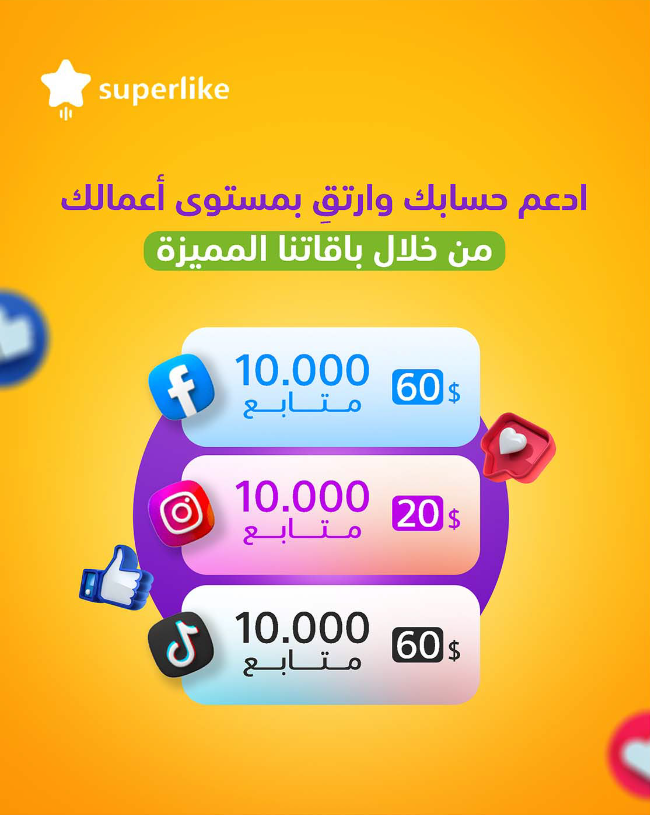 superlike
ادعم حسابك وارتقِ بمستوى أعمالك
من خلال باقاتنا المميزة
10.000
متابع
60$
10.000
متابع
20$
10.000
متابع
60$